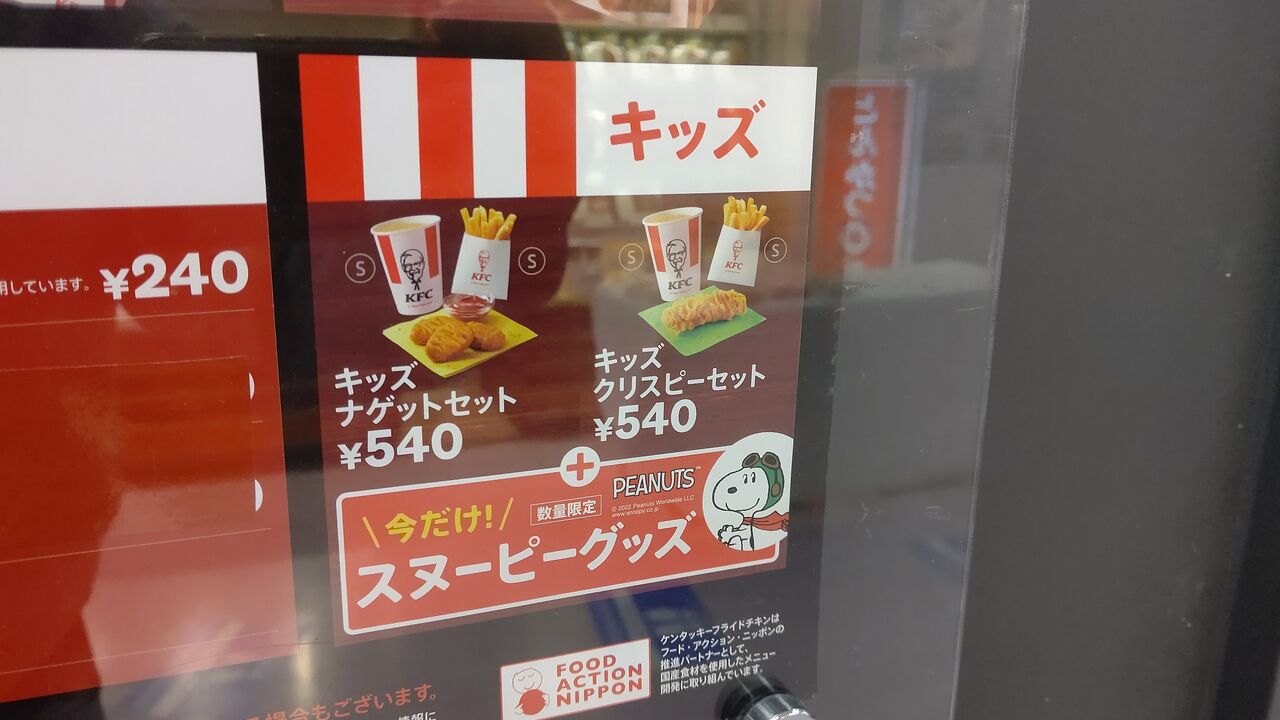 キッズ
用しています。 ¥240
S
S
S
S
KFC
KFC
KFC
KFC
キッズ
ナゲットセット
¥540
キッズ
クリスピーセット
¥540
+
今だけ!
数量限定
PEANUTS™
© 2022 Peanuts Worldwide LLC
www.snoopy.co.jp
スヌーピーグッズ
FOOD
ACTION
NIPPON
ケンタッキーフライドチキンは
フード・アクション・ニッポンの
推進パートナーとして、
国産食材を使用したメニュー
開発に取り組んでいます。
場合もございます。
情報に